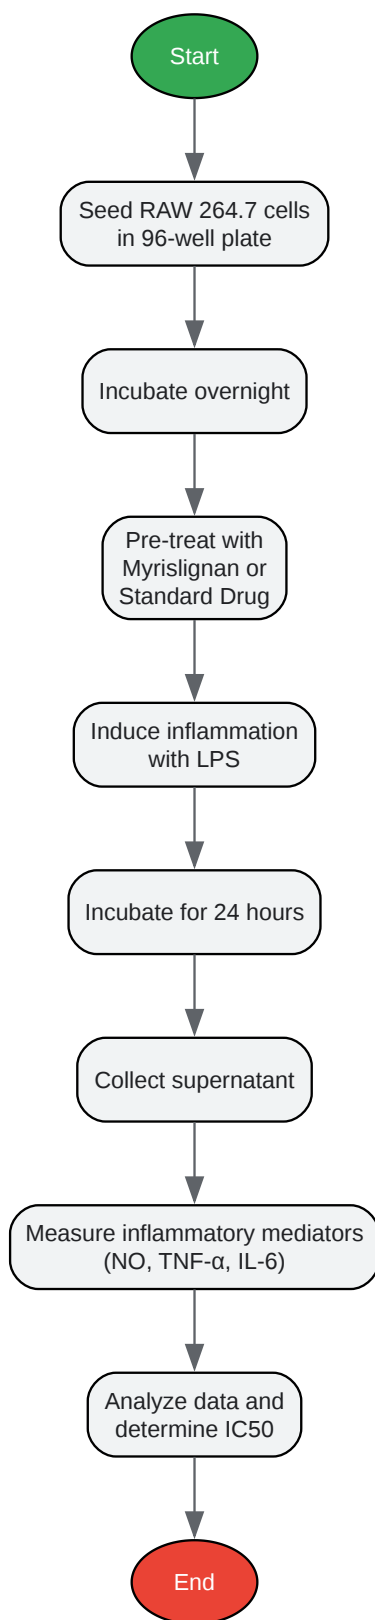 Start
Seed RAW 264.7 cells
in 96-well plate
Incubate overnight
Pre-treat with
Myrislignan or
Standard Drug
Induce inflammation
with LPS
Incubate for 24 hours
Collect supernatant
Measure inflammatory mediators
(NO, TNF-α, IL-6)
Analyze data and
determine IC50
End